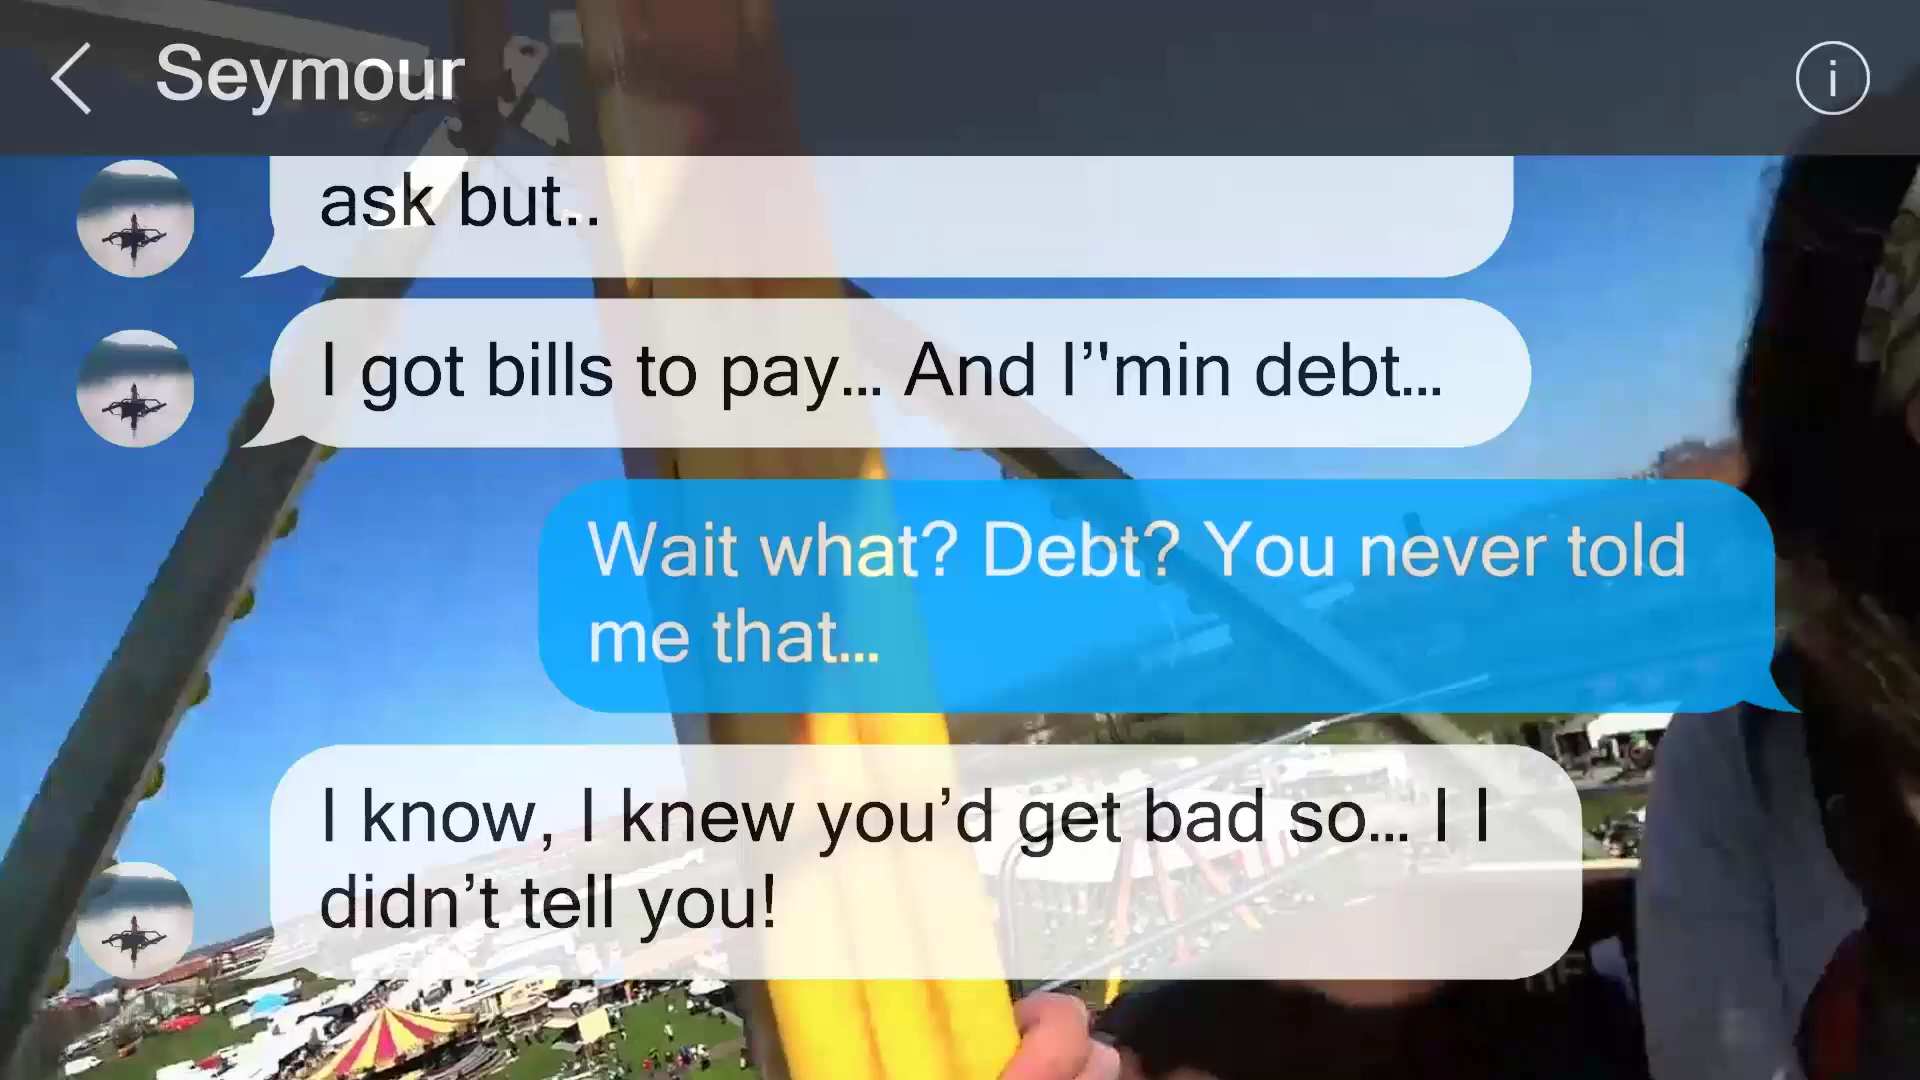 Seymour
ask but..
I got bills to pay... And I’'min debt...
Wait what? Debt? You never told
me that...
I know, I knew you’d get bad so... I I
didn’t tell you!